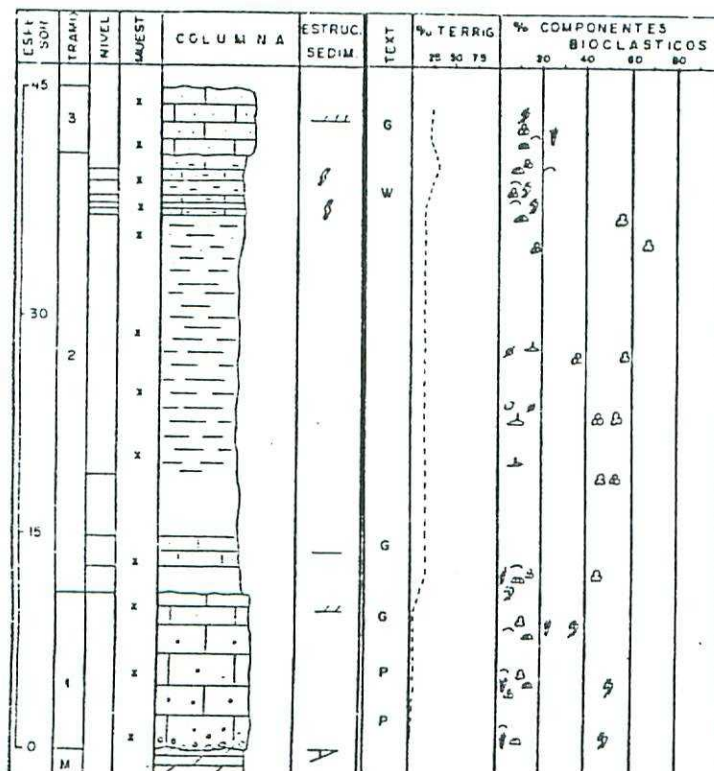 ESPESOR
TRAMO
NIVEL
MUEST
COLUMNA
ESTRUC.
SEDIM.
TEXT
% TERRIG
25 50 75
% COMPONENTES
BIOCLASTICOS
20 40 60 80
45
3
x
G
x
x
W
x
x
30
x
2
x
x
15
G
x
x
G
1
x
P
x
P
0
M